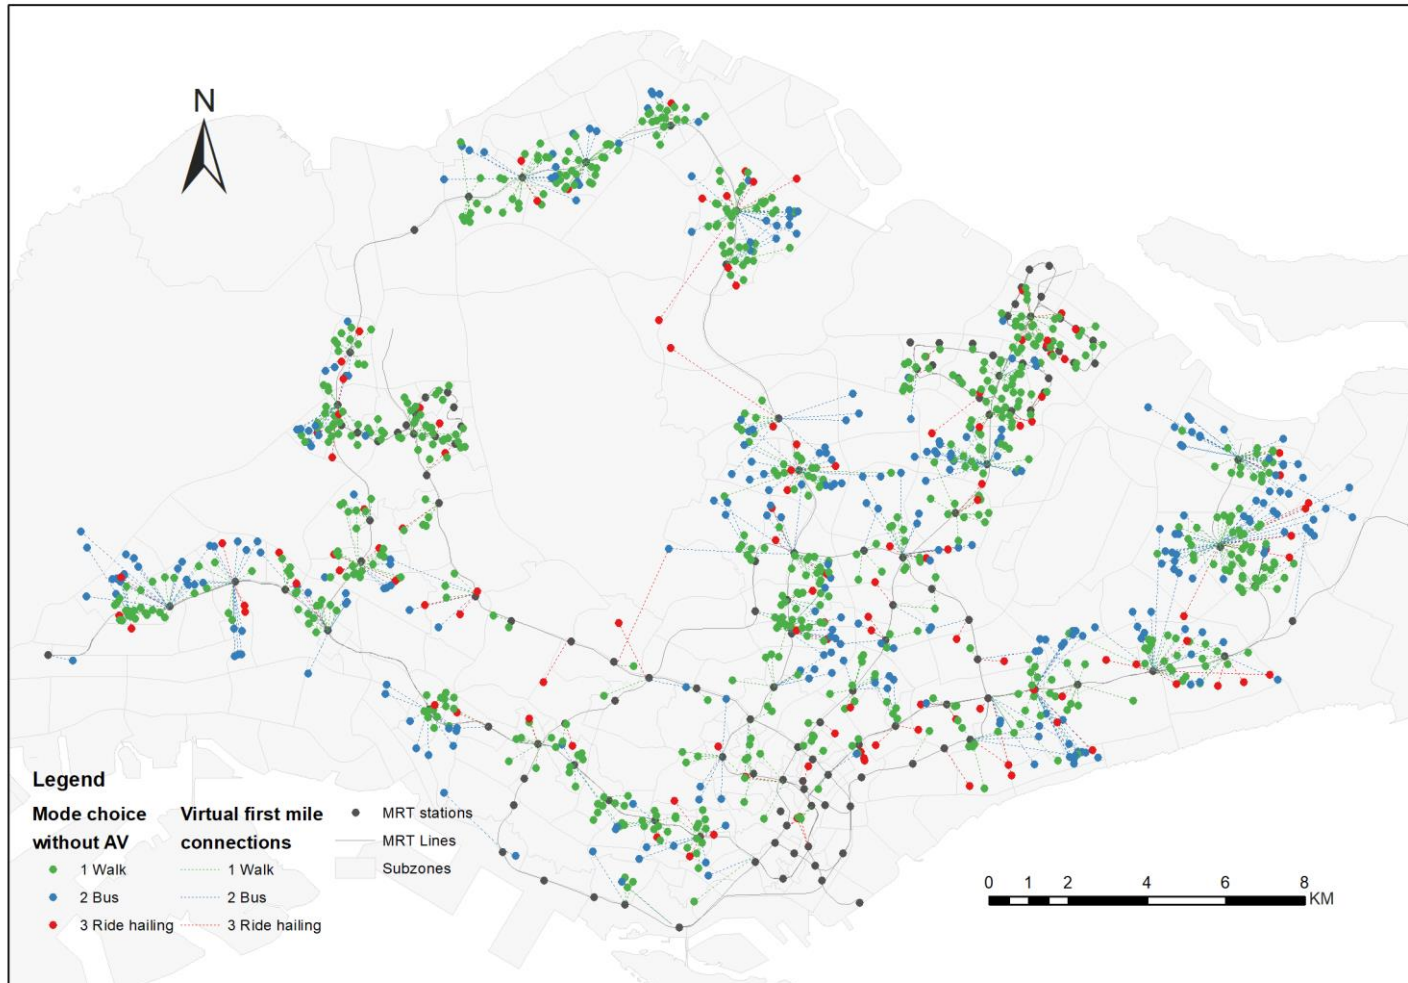 N
Legend
Mode choice
without AV
1 Walk
2 Bus
3 Ride hailing
Virtual first mile
connections
1 Walk
2 Bus
3 Ride hailing
MRT stations
MRT Lines
Subzones
0 1 2 4 6 8
KM